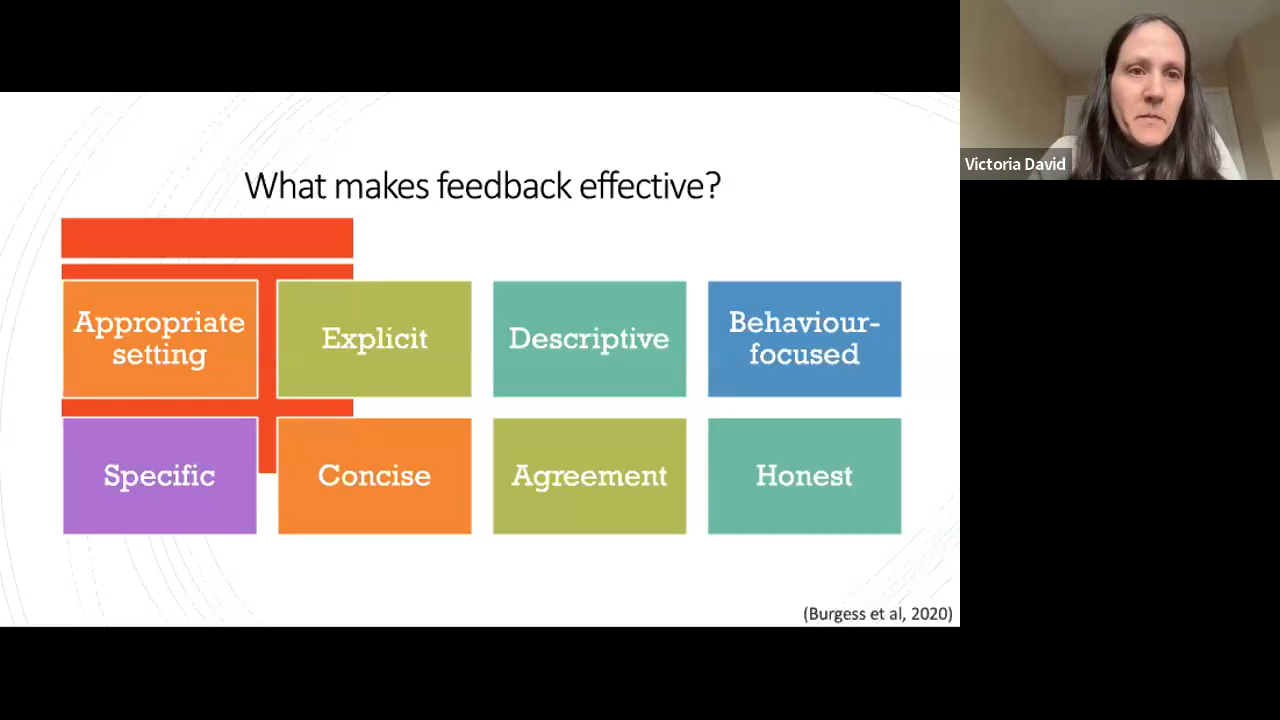 Victoria David
What makes feedback effective?
Appropriate
setting
Explicit
Descriptive
Behaviour-
focused
Specific
Concise
Agreement
Honest
(Burgess et al, 2020)